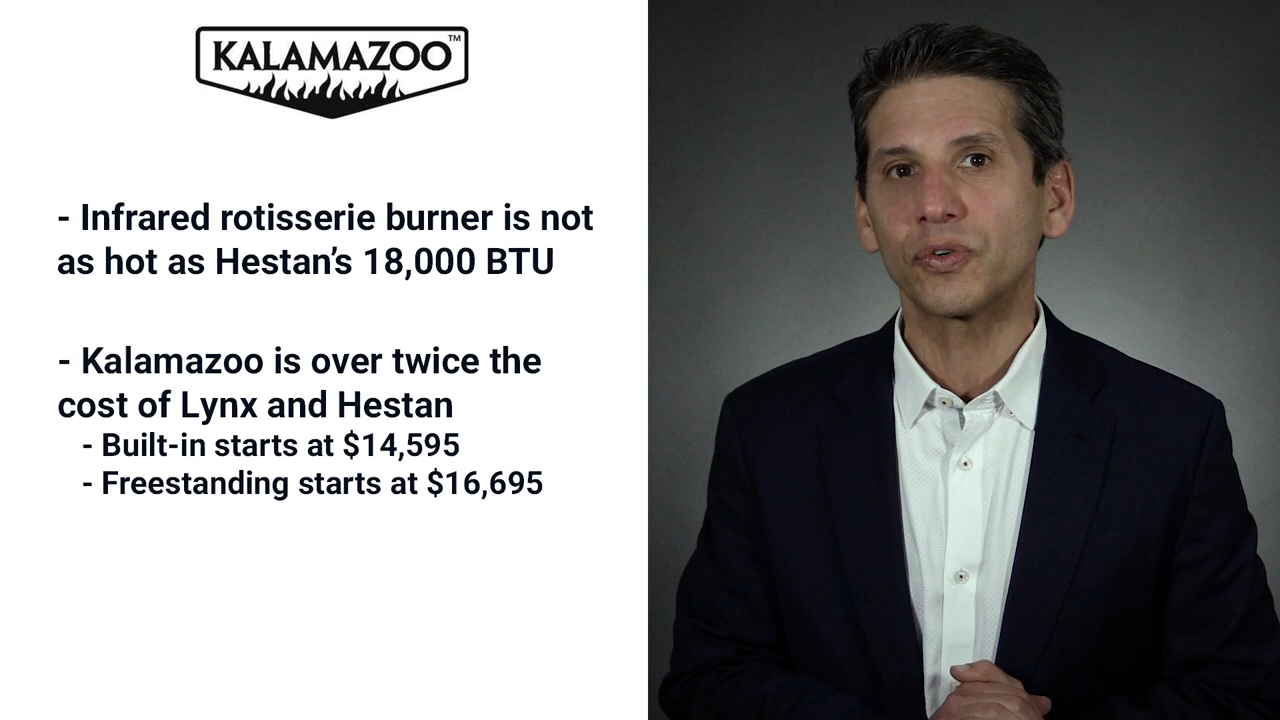 KALAMAZOO™
- Infrared rotisserie burner is not
as hot as Hestan’s 18,000 BTU
- Kalamazoo is over twice the
cost of Lynx and Hestan
- Built-in starts at $14,595
- Freestanding starts at $16,695